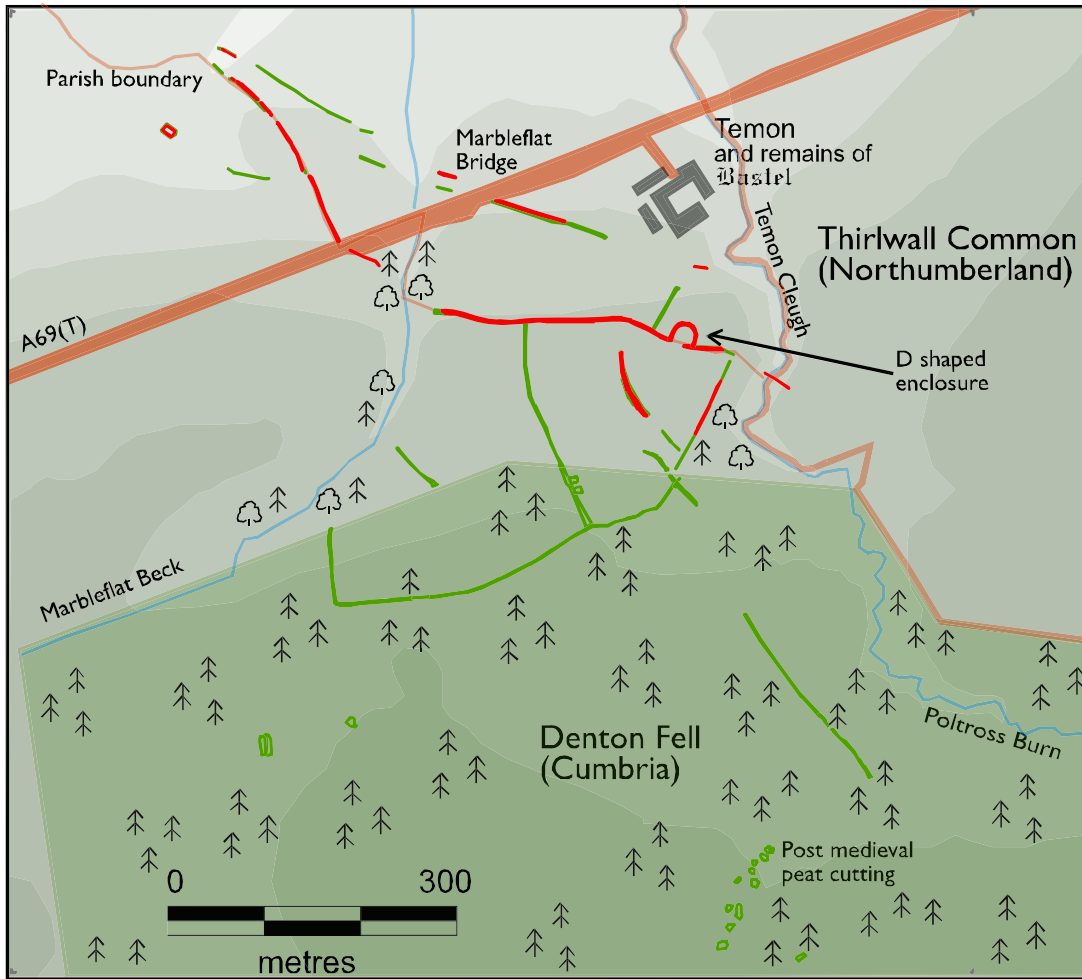 Parish boundary
Marbleflat
Bridge
Temon
and remains of
Bastel
Temon Cleugh
Thirlwall Common
(Northumberland)
A69(T)
D shaped
enclosure
Marbleflat Beck
Denton Fell
(Cumbria)
Poltross Burn
Post medieval
peat cutting
0 300
metres